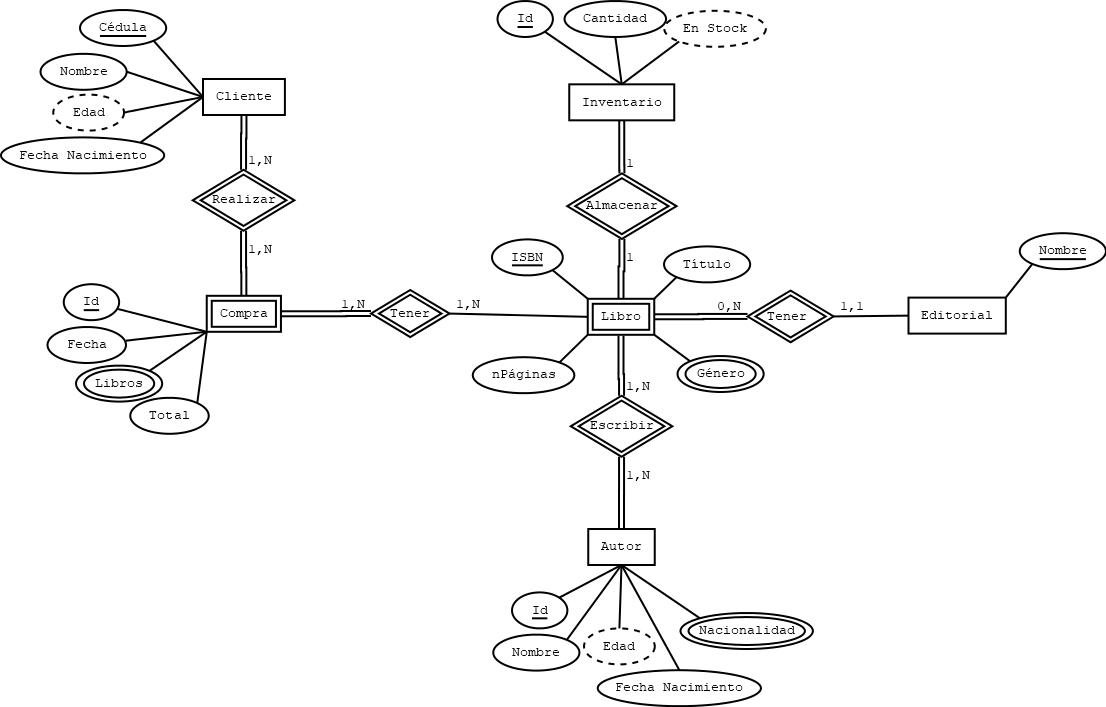 Cédula
Nombre
Edad
Fecha Nacimiento
Cliente
1,N
Realizar
1,N
Id
Fecha
Libros
Total
Compra
1,N
Tener
1,N
Id
Cantidad
En Stock
Inventario
1
Almacenar
1
ISBN
Título
Libro
nPáginas
Género
0,N
Tener
1,1
Editorial
Nombre
1,N
Escribir
1,N
Autor
Id
Nombre
Edad
Fecha Nacimiento
Nacionalidad